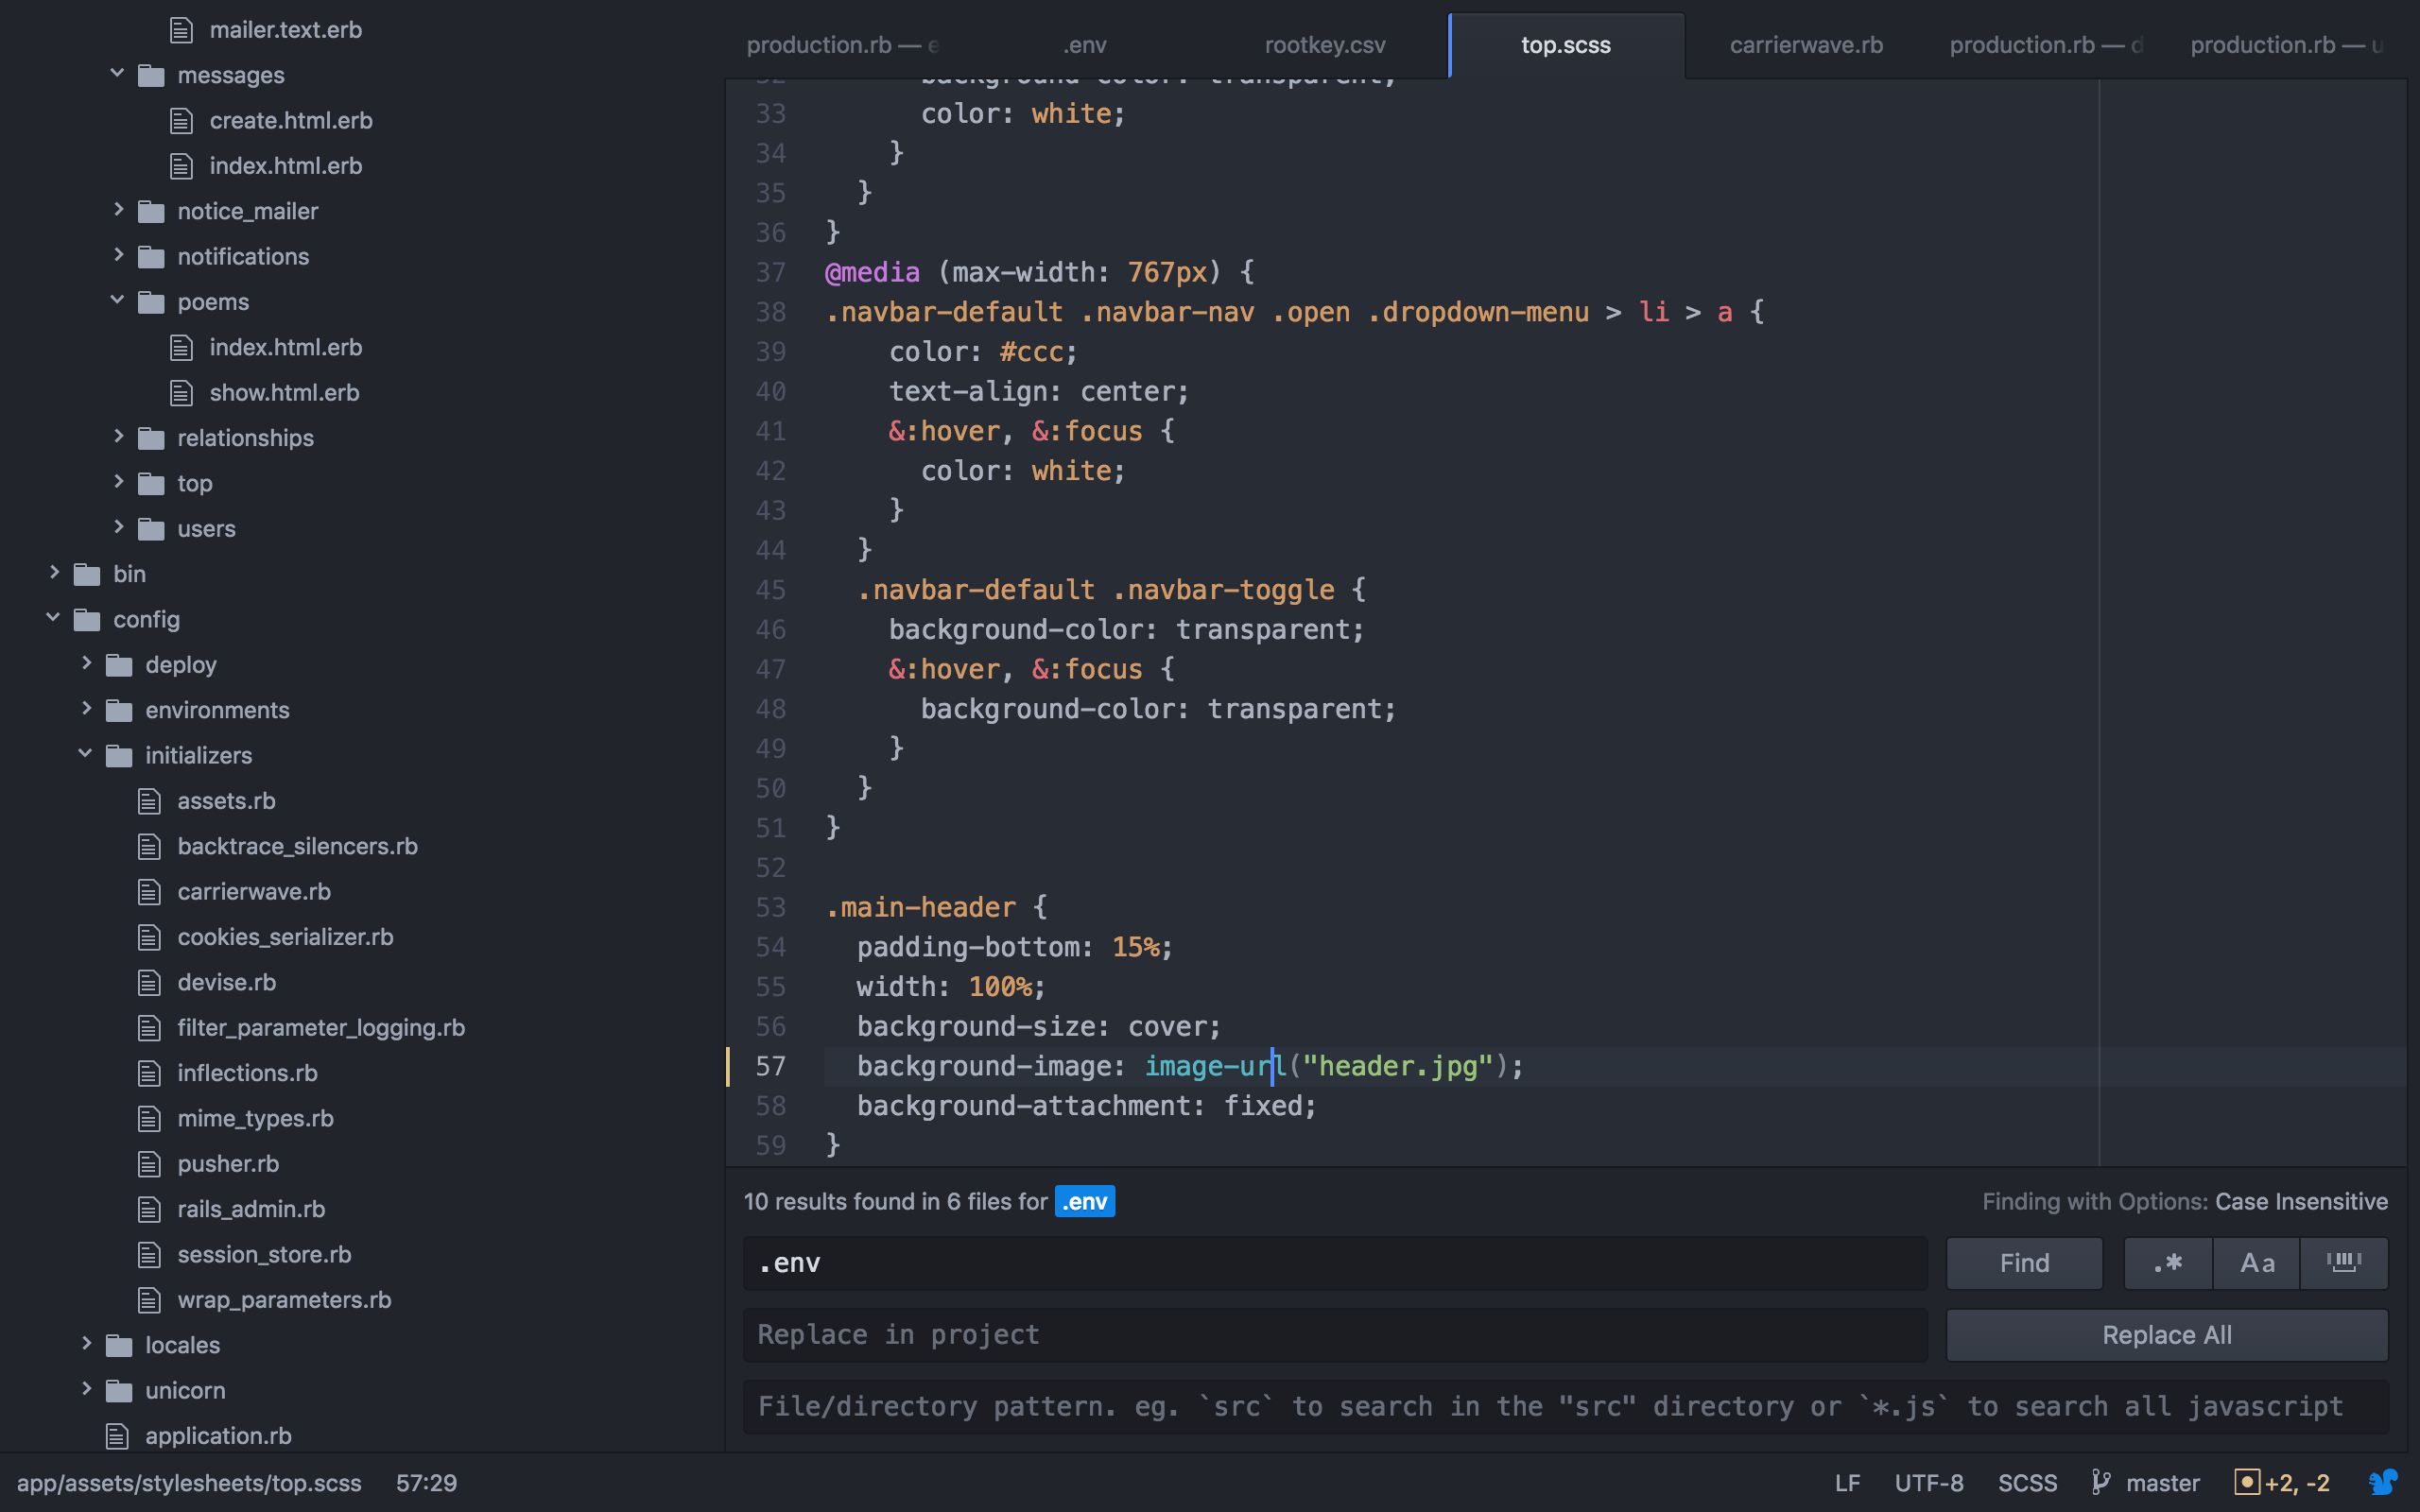 mailer.text.erb
messages
create.html.erb
index.html.erb
notice_mailer
notifications
poems
index.html.erb
show.html.erb
relationships
top
users
bin
config
deploy
environments
initializers
assets.rb
backtrace_silencers.rb
carrierwave.rb
cookies_serializer.rb
devise.rb
filter_parameter_logging.rb
inflections.rb
mime_types.rb
pusher.rb
rails_admin.rb
session_store.rb
wrap_parameters.rb
locales
unicorn
application.rb
production.rb — e .env rootkey.csv top.scss carrierwave.rb production.rb — d production.rb — u
32 background-color: transparent;
33 color: white;
34 }
35 }
36 }
37 @media (max-width: 767px) {
38 .navbar-default .navbar-nav .open .dropdown-menu > li > a {
39 color: #ccc;
40 text-align: center;
41 &:hover, &:focus {
42 color: white;
43 }
44 }
45 .navbar-default .navbar-toggle {
46 background-color: transparent;
47 &:hover, &:focus {
48 background-color: transparent;
49 }
50 }
51 }
52
53 .main-header {
54 padding-bottom: 15%;
55 width: 100%;
56 background-size: cover;
57 background-image: image-url("header.jpg");
58 background-attachment: fixed;
59 }
10 results found in 6 files for .env Finding with Options: Case Insensitive
.env Find .* Aa
Replace in project Replace All
File/directory pattern. eg. `src` to search in the "src" directory or `*.js` to search all javascript
app/assets/stylesheets/top.scss 57:29 LF UTF-8 SCSS master +2, -2